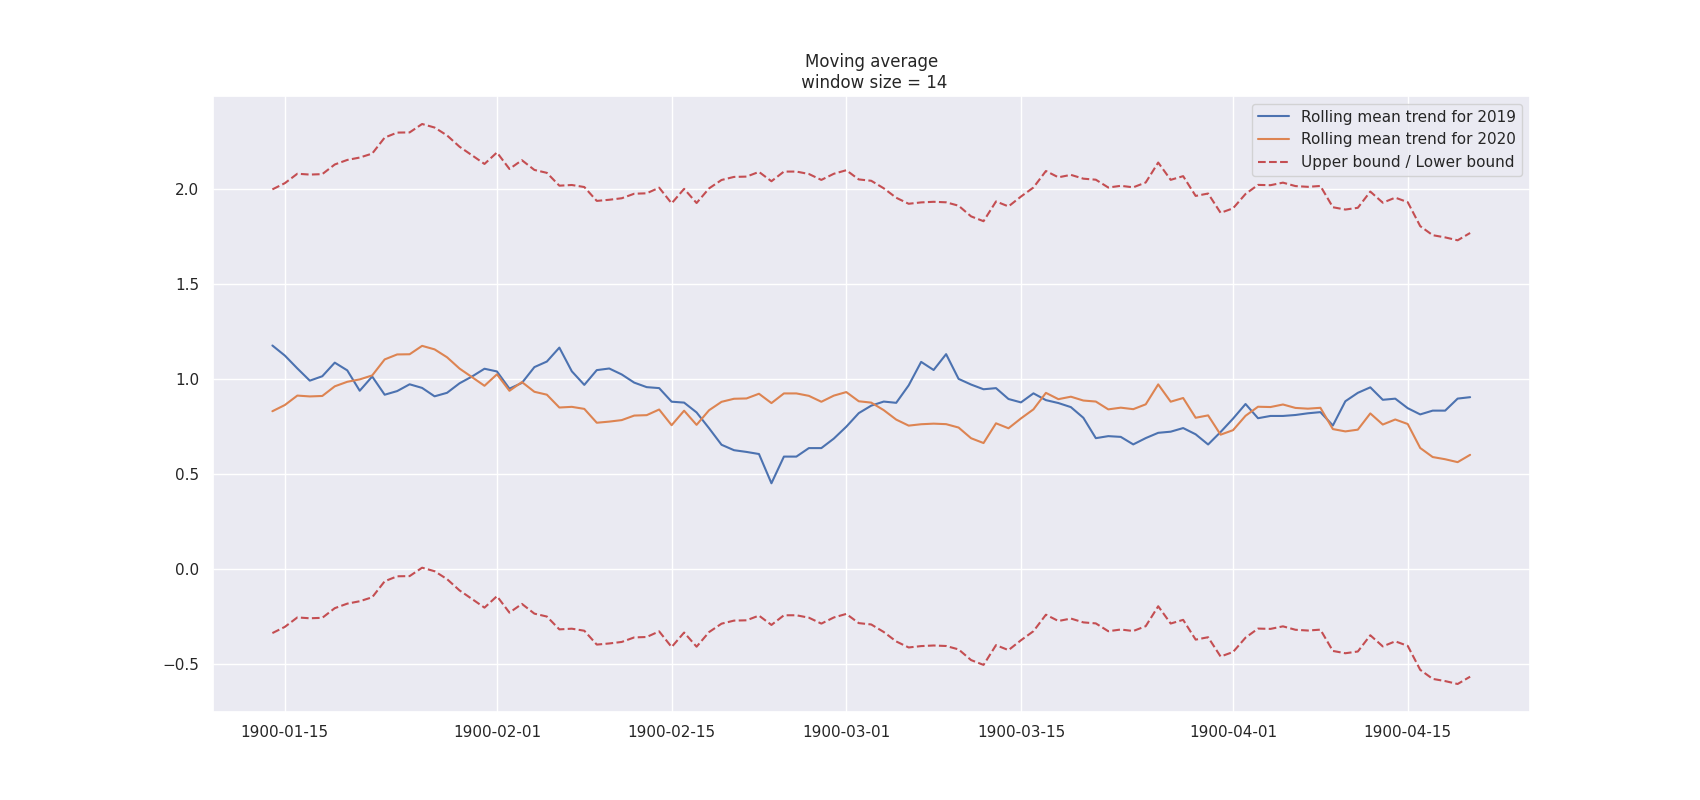 Moving average
window size = 14
Rolling mean trend for 2019
Rolling mean trend for 2020
Upper bound / Lower bound
2.0
1.5
1.0
0.5
0.0
−0.5
1900-01-15 1900-02-01 1900-02-15 1900-03-01 1900-03-15 1900-04-01 1900-04-15